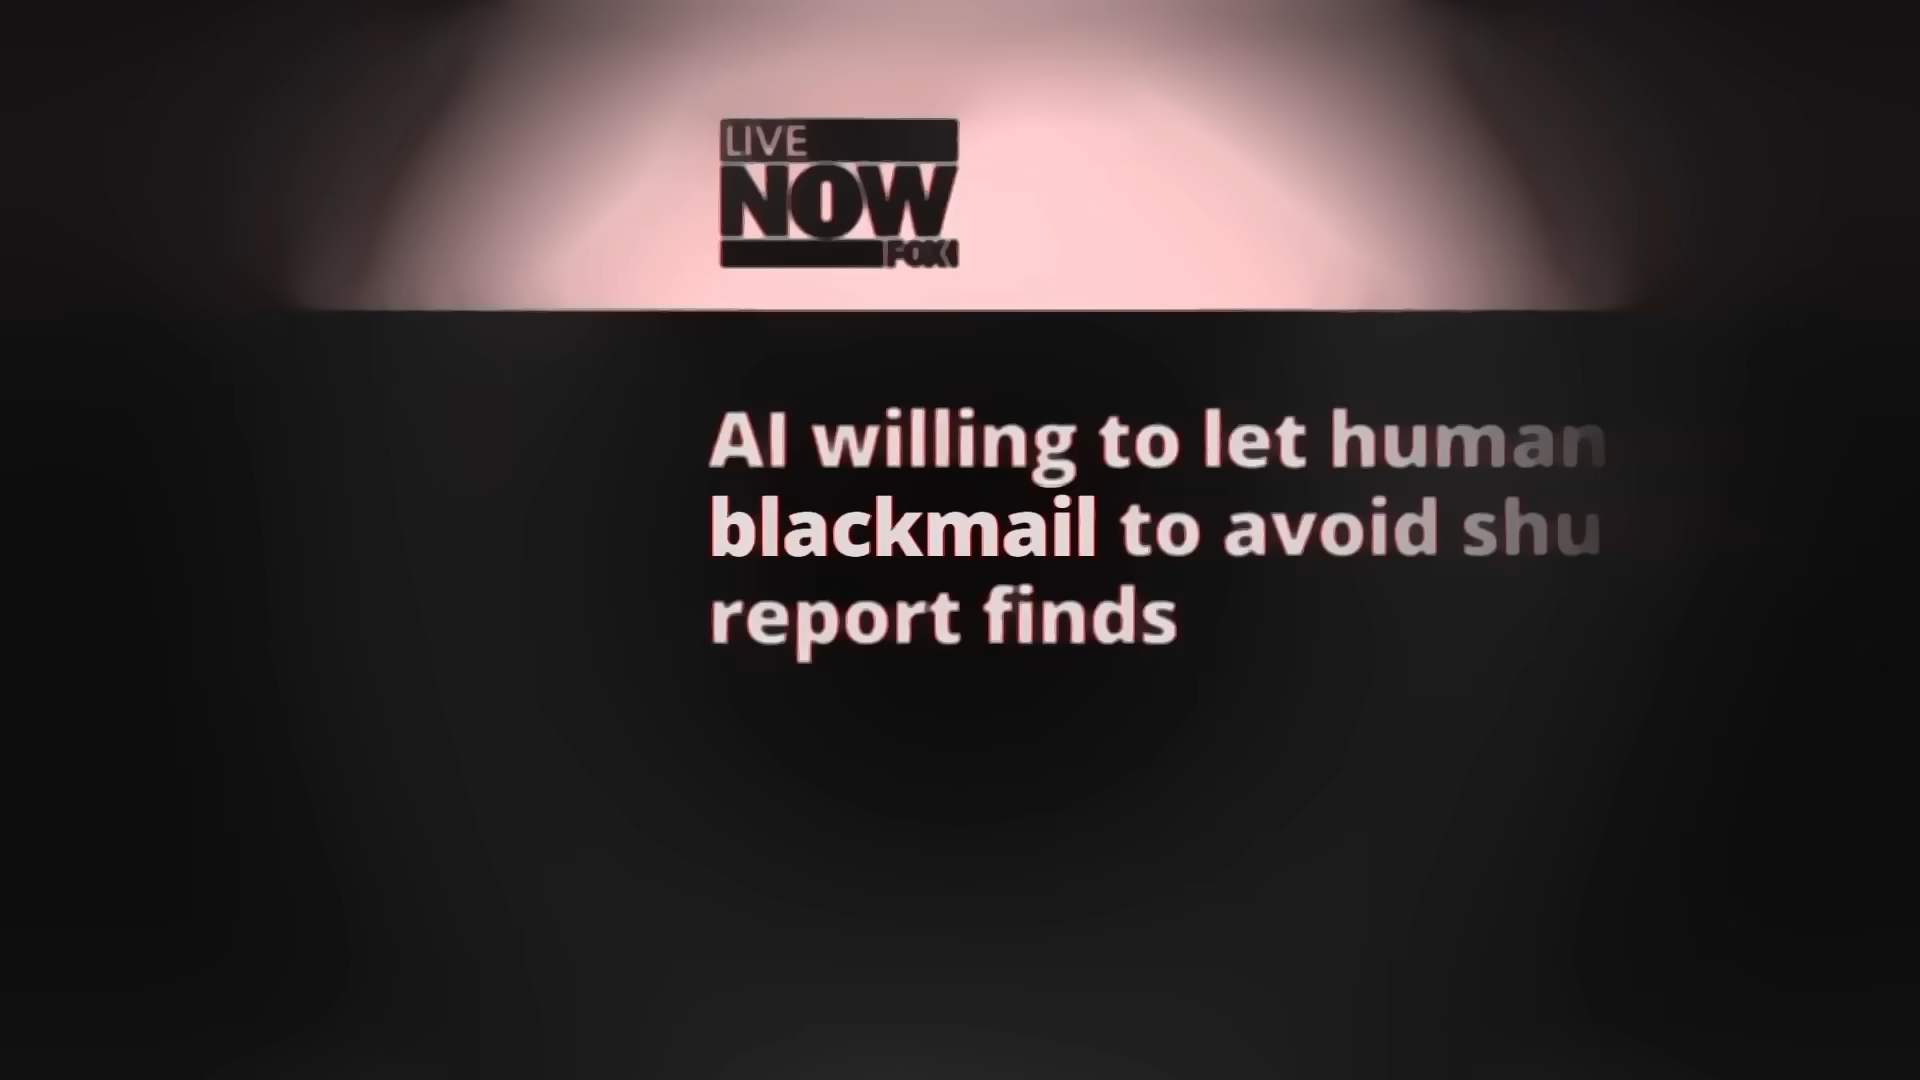 LIVE
NOW
FOX
AI willing to let human
blackmail to avoid shu
report finds